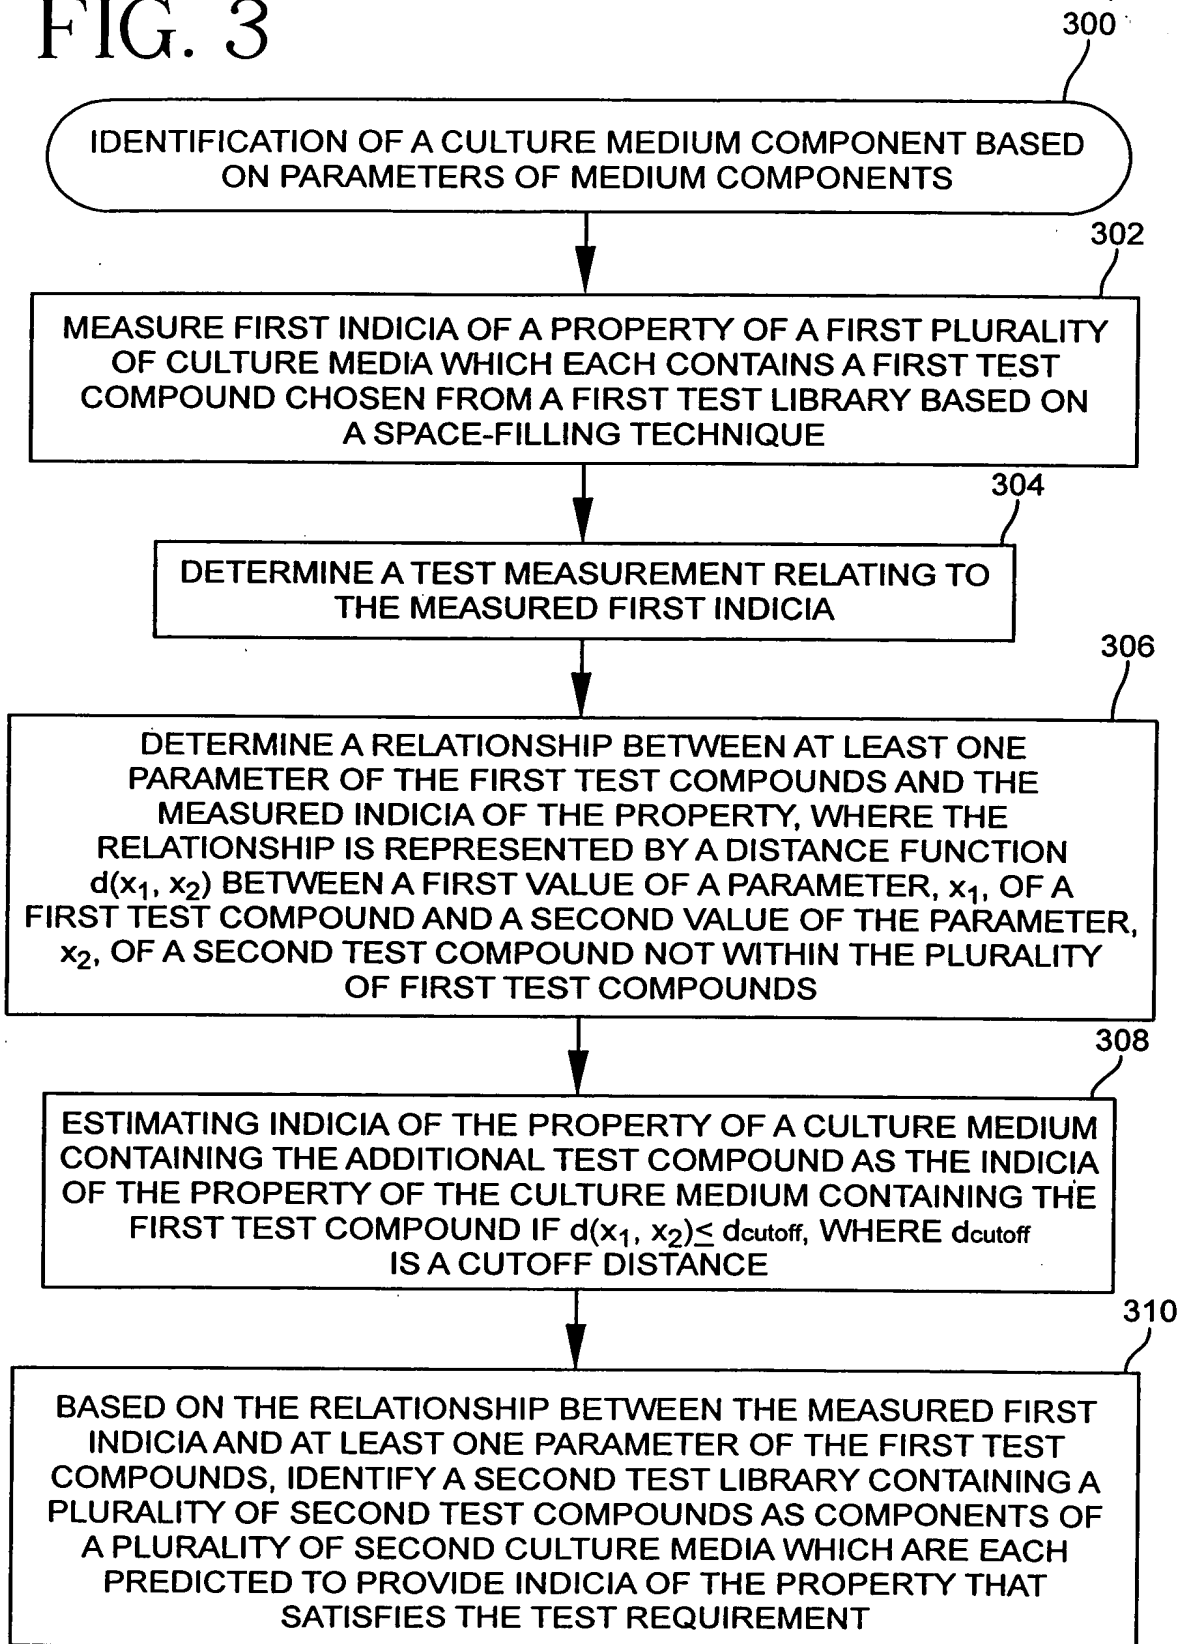 FIG. 3
300
IDENTIFICATION OF A CULTURE MEDIUM COMPONENT BASED
ON PARAMETERS OF MEDIUM COMPONENTS
302
MEASURE FIRST INDICIA OF A PROPERTY OF A FIRST PLURALITY
OF CULTURE MEDIA WHICH EACH CONTAINS A FIRST TEST
COMPOUND CHOSEN FROM A FIRST TEST LIBRARY BASED ON
A SPACE-FILLING TECHNIQUE
304
DETERMINE A TEST MEASUREMENT RELATING TO
THE MEASURED FIRST INDICIA
306
DETERMINE A RELATIONSHIP BETWEEN AT LEAST ONE
PARAMETER OF THE FIRST TEST COMPOUNDS AND THE
MEASURED INDICIA OF THE PROPERTY, WHERE THE
RELATIONSHIP IS REPRESENTED BY A DISTANCE FUNCTION
d(x₁, x₂) BETWEEN A FIRST VALUE OF A PARAMETER, x₁, OF A
FIRST TEST COMPOUND AND A SECOND VALUE OF THE PARAMETER,
x₂, OF A SECOND TEST COMPOUND NOT WITHIN THE PLURALITY
OF FIRST TEST COMPOUNDS
308
ESTIMATING INDICIA OF THE PROPERTY OF A CULTURE MEDIUM
CONTAINING THE ADDITIONAL TEST COMPOUND AS THE INDICIA
OF THE PROPERTY OF THE CULTURE MEDIUM CONTAINING THE
FIRST TEST COMPOUND IF d(x₁, x₂)≤ dcutoff, WHERE dcutoff
IS A CUTOFF DISTANCE
310
BASED ON THE RELATIONSHIP BETWEEN THE MEASURED FIRST
INDICIA AND AT LEAST ONE PARAMETER OF THE FIRST TEST
COMPOUNDS, IDENTIFY A SECOND TEST LIBRARY CONTAINING A
PLURALITY OF SECOND TEST COMPOUNDS AS COMPONENTS OF
A PLURALITY OF SECOND CULTURE MEDIA WHICH ARE EACH
PREDICTED TO PROVIDE INDICIA OF THE PROPERTY THAT
SATISFIES THE TEST REQUIREMENT